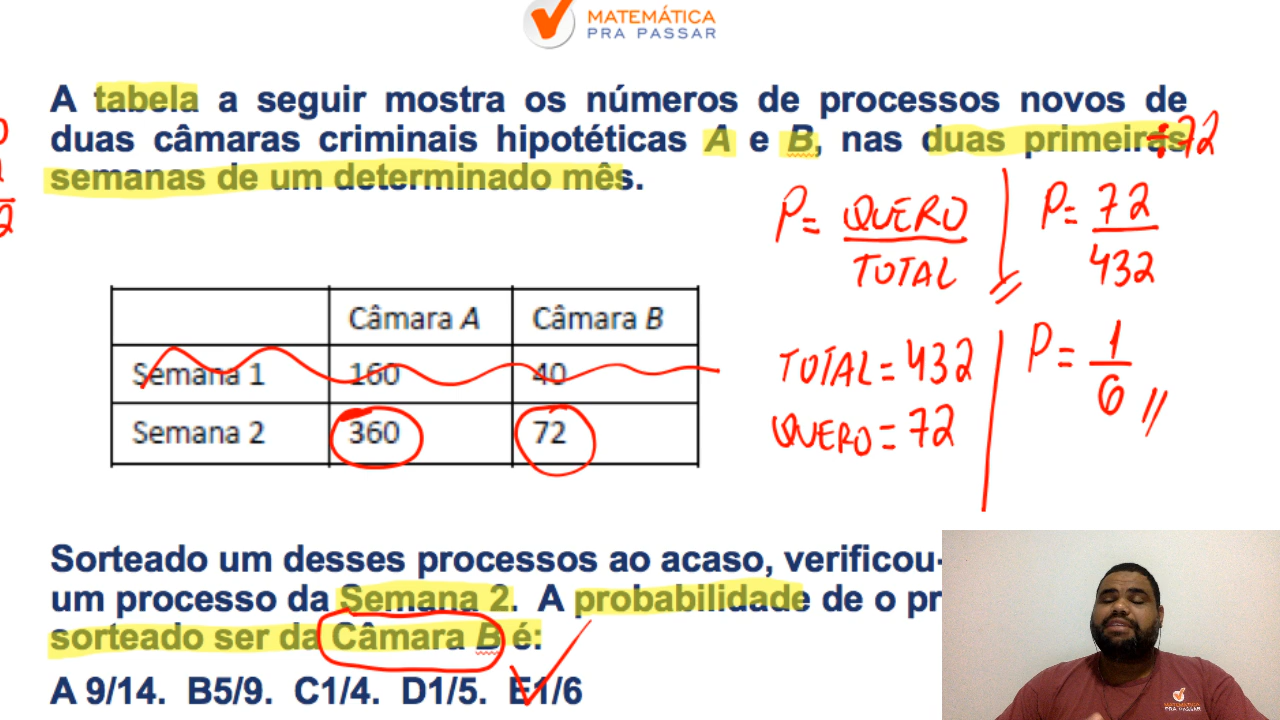 MATEMÁTICA
PRA PASSAR
A tabela a seguir mostra os números de processos novos de
duas câmaras criminais hipotéticas A e B, nas duas primeiras
semanas de um determinado mês.
÷72
P= QUERO
TOTAL
P= 72
432
Câmara A Câmara B
Semana 1 160 40
Semana 2 360 72
TOTAL = 432
QUERO = 72
P= 1
6
Sorteado um desses processos ao acaso, verificou-
um processo da Semana 2. A probabilidade de o pr
sorteado ser da Câmara B é:
A 9/14. B5/9. C1/4. D1/5. E1/6
MATEMÁTICA
PRA PASSAR